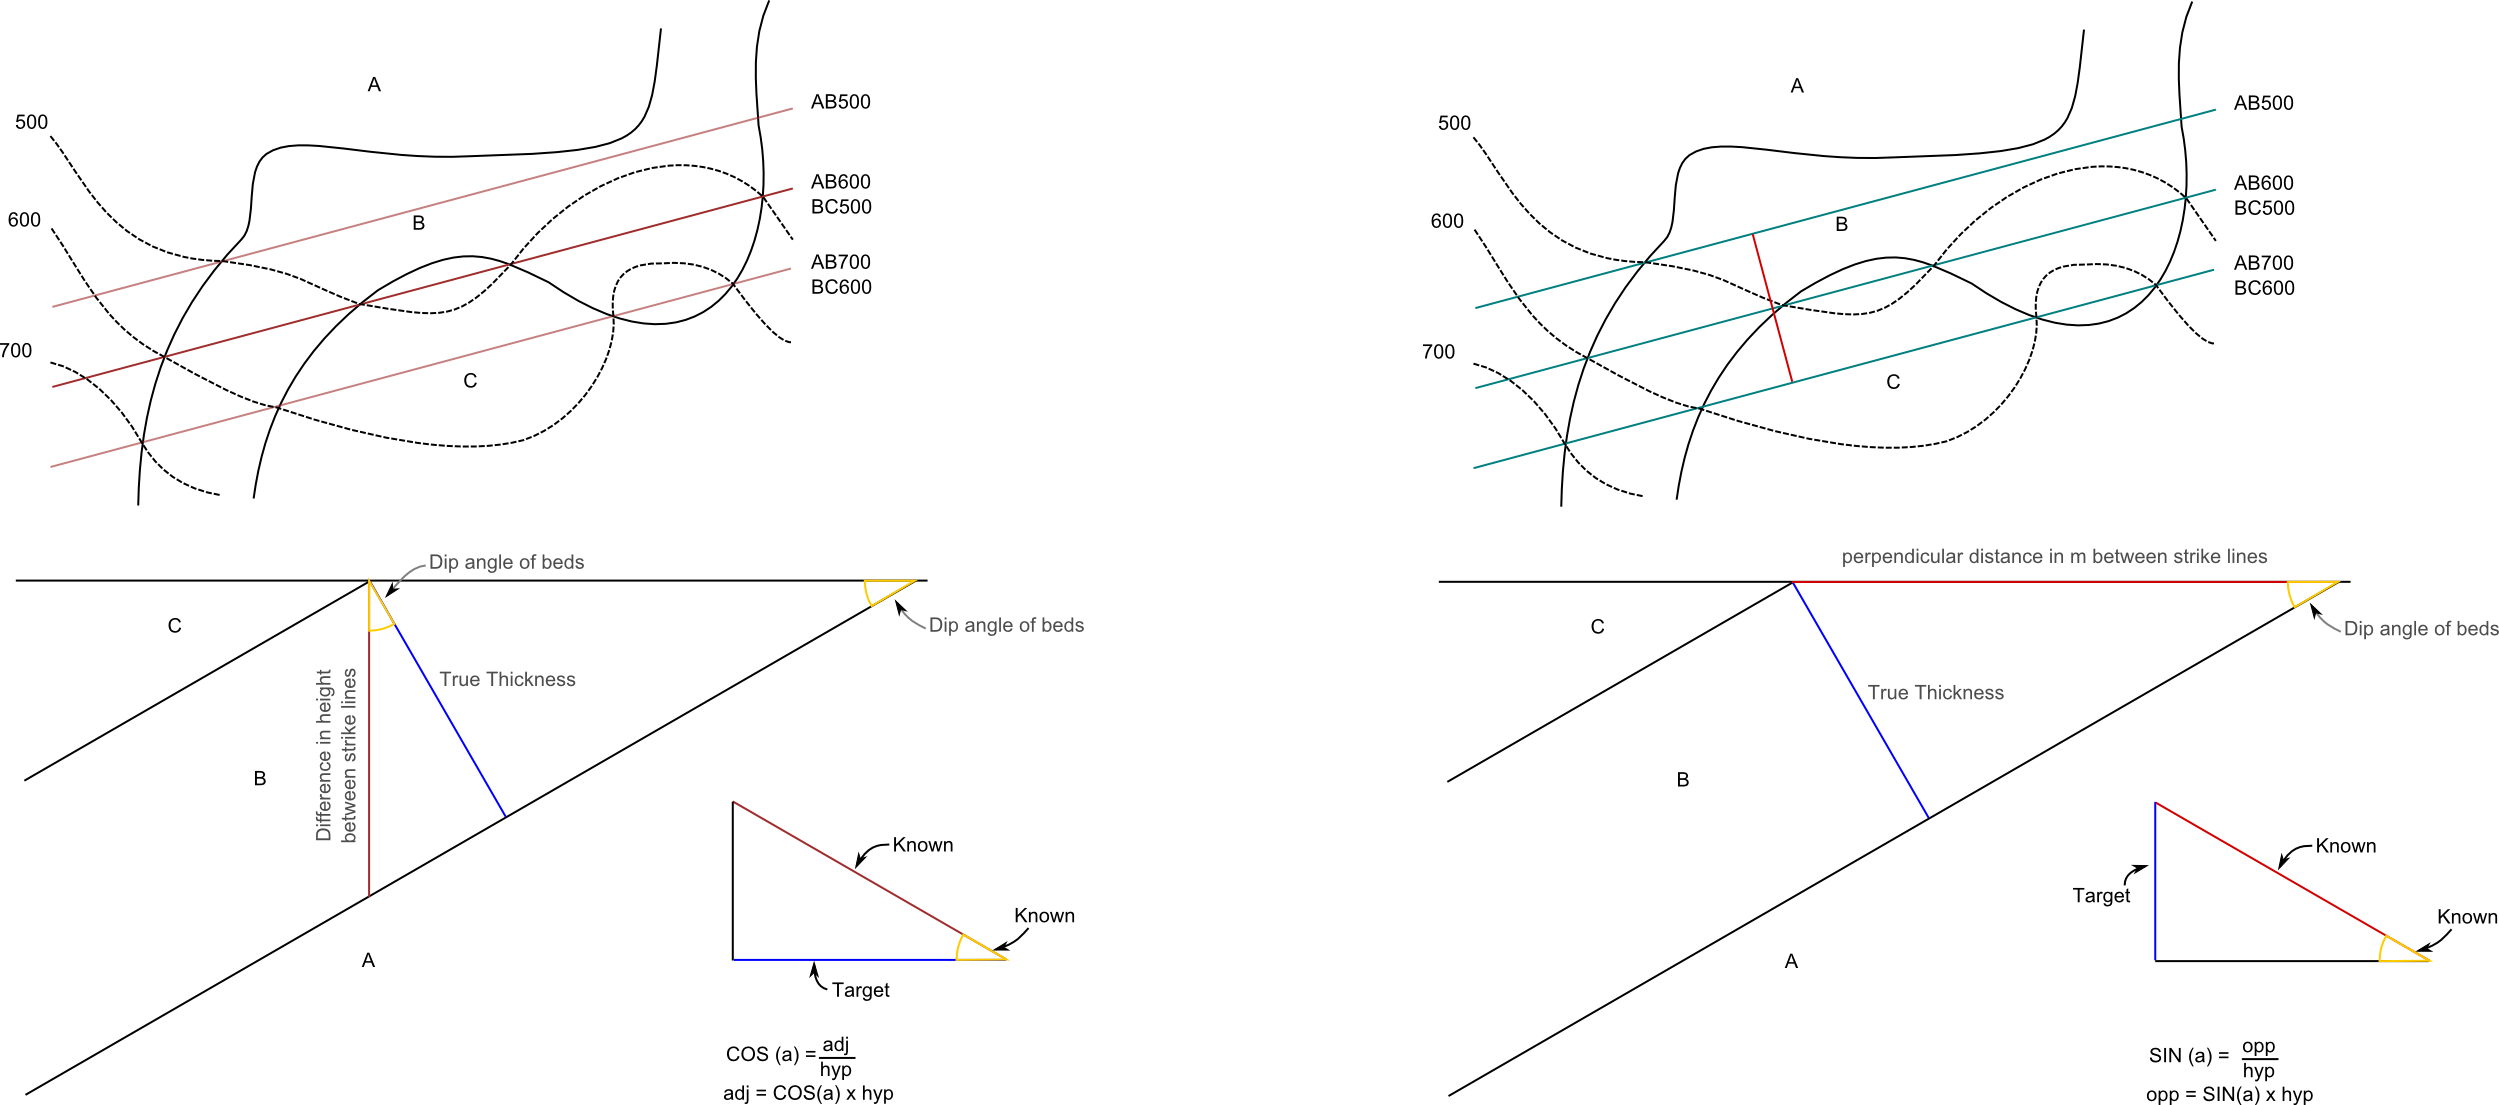 A
AB500
500
AB600
B
BC500
600
AB700
BC600
700
C
Dip angle of beds
C
Dip angle of beds
True Thickness
Difference in height
between strike lines
B
Known
Known
A
Target
COS (a) = adj
hyp
adj = COS(a) x hyp
A
AB500
500
AB600
B
BC500
600
AB700
BC600
700
C
perpendicular distance in m between strike lines
C
Dip angle of beds
True Thickness
B
Known
Target
Known
A
SIN (a) = opp
hyp
opp = SIN(a) x hyp